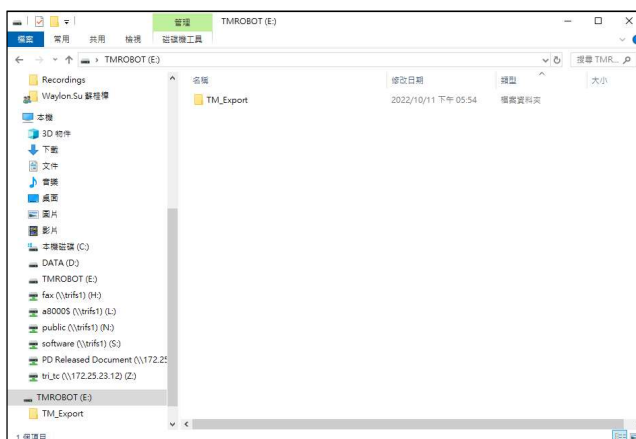 管理
TMROBOT (E:)
檔案
常用
共用
檢視
磁碟機工具
TMROBOT (E:)
搜尋 TMR...
Recordings
Waylon.Su 蘇桂樟
本機
3D 物件
下載
文件
音樂
桌面
圖片
影片
本機磁碟 (C:)
DATA (D:)
TMROBOT (E:)
fax (\\trifs1) (H:)
a8000$ (\\trifs1) (L:)
public (\\trifs1) (N:)
software (\\trifs1) (S:)
PD Released Document (\\172.25
tri_tc (\\172.25.23.12) (Z:)
TMROBOT (E:)
TM_Export
名稱
修改日期
類型
大小
TM_Export
2022/10/11 下午 05:54
檔案資料夾
1 個項目